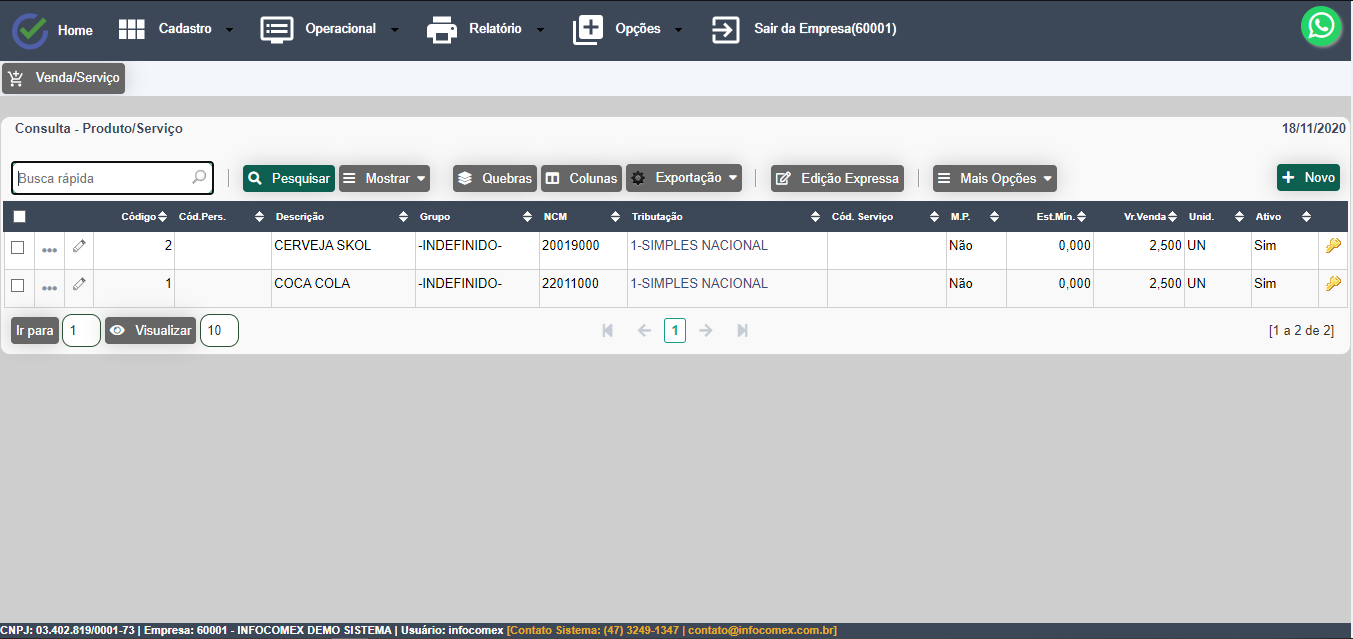 Home Cadastro Operacional Relatório Opções Sair da Empresa(60001)
Venda/Serviço
Consulta - Produto/Serviço 18/11/2020
Busca rápida Pesquisar Mostrar Quebras Colunas Exportação Edição Expressa Mais Opções Novo
Código Cód.Pers. Descrição Grupo NCM Tributação Cód. Serviço M.P. Est.Mín. Vr.Venda Unid. Ativo
2 CERVEJA SKOL -INDEFINIDO- 20019000 1-SIMPLES NACIONAL Não 0,000 2,500 UN Sim
1 COCA COLA -INDEFINIDO- 22011000 1-SIMPLES NACIONAL Não 0,000 2,500 UN Sim
Ir para 1 Visualizar 10 1 [1 a 2 de 2]
CNPJ: 03.402.819/0001-73 | Empresa: 60001 - INFOCOMEX DEMO SISTEMA | Usuário: infocomex [Contato Sistema: (47) 3249-1347 | contato@infocomex.com.br]